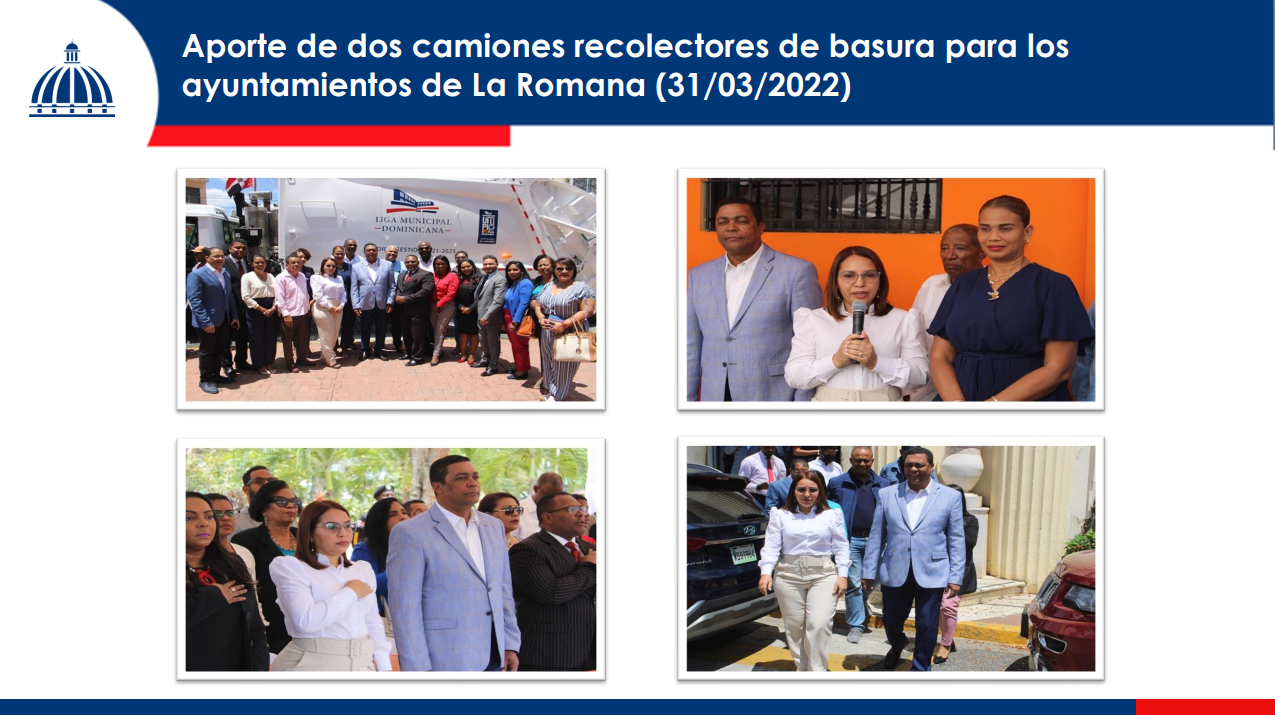 Aporte de dos camiones recolectores de basura para los
ayuntamientos de La Romana (31/03/2022)
LIGA MUNICIPAL
DOMINICANA